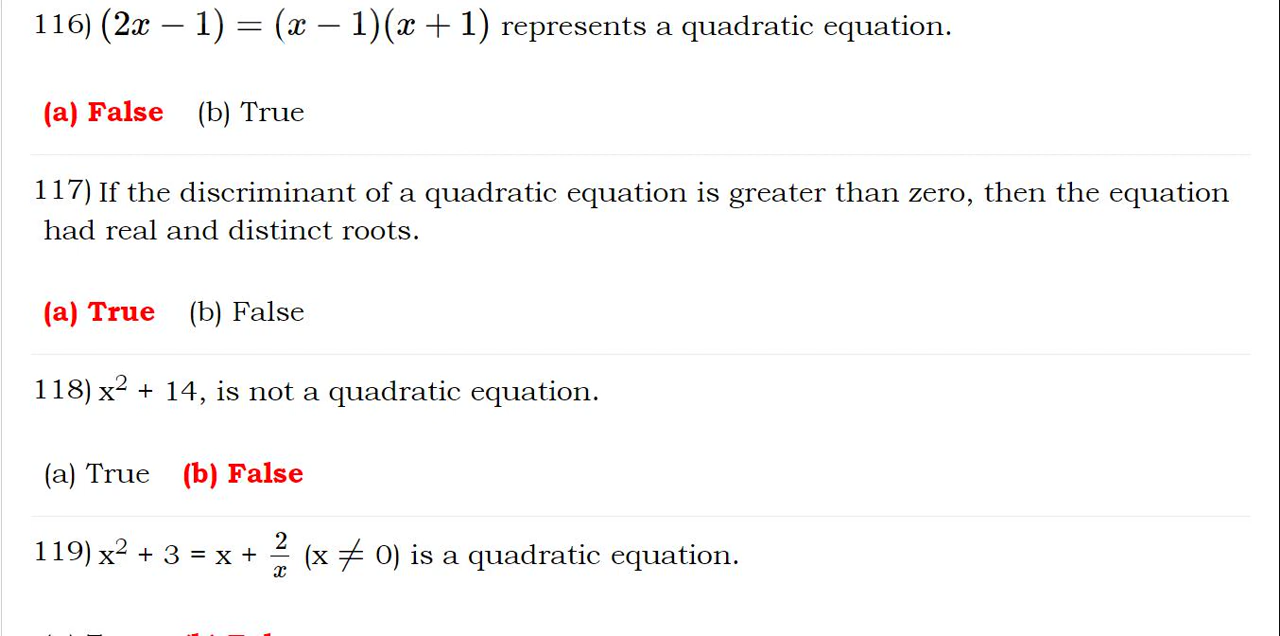 116) (2x − 1) = (x − 1)(x + 1) represents a quadratic equation.
(a) False (b) True
117) If the discriminant of a quadratic equation is greater than zero, then the equation
had real and distinct roots.
(a) True (b) False
118) x² + 14, is not a quadratic equation.
(a) True (b) False
119) x² + 3 = x + 2/x (x ≠ 0) is a quadratic equation.